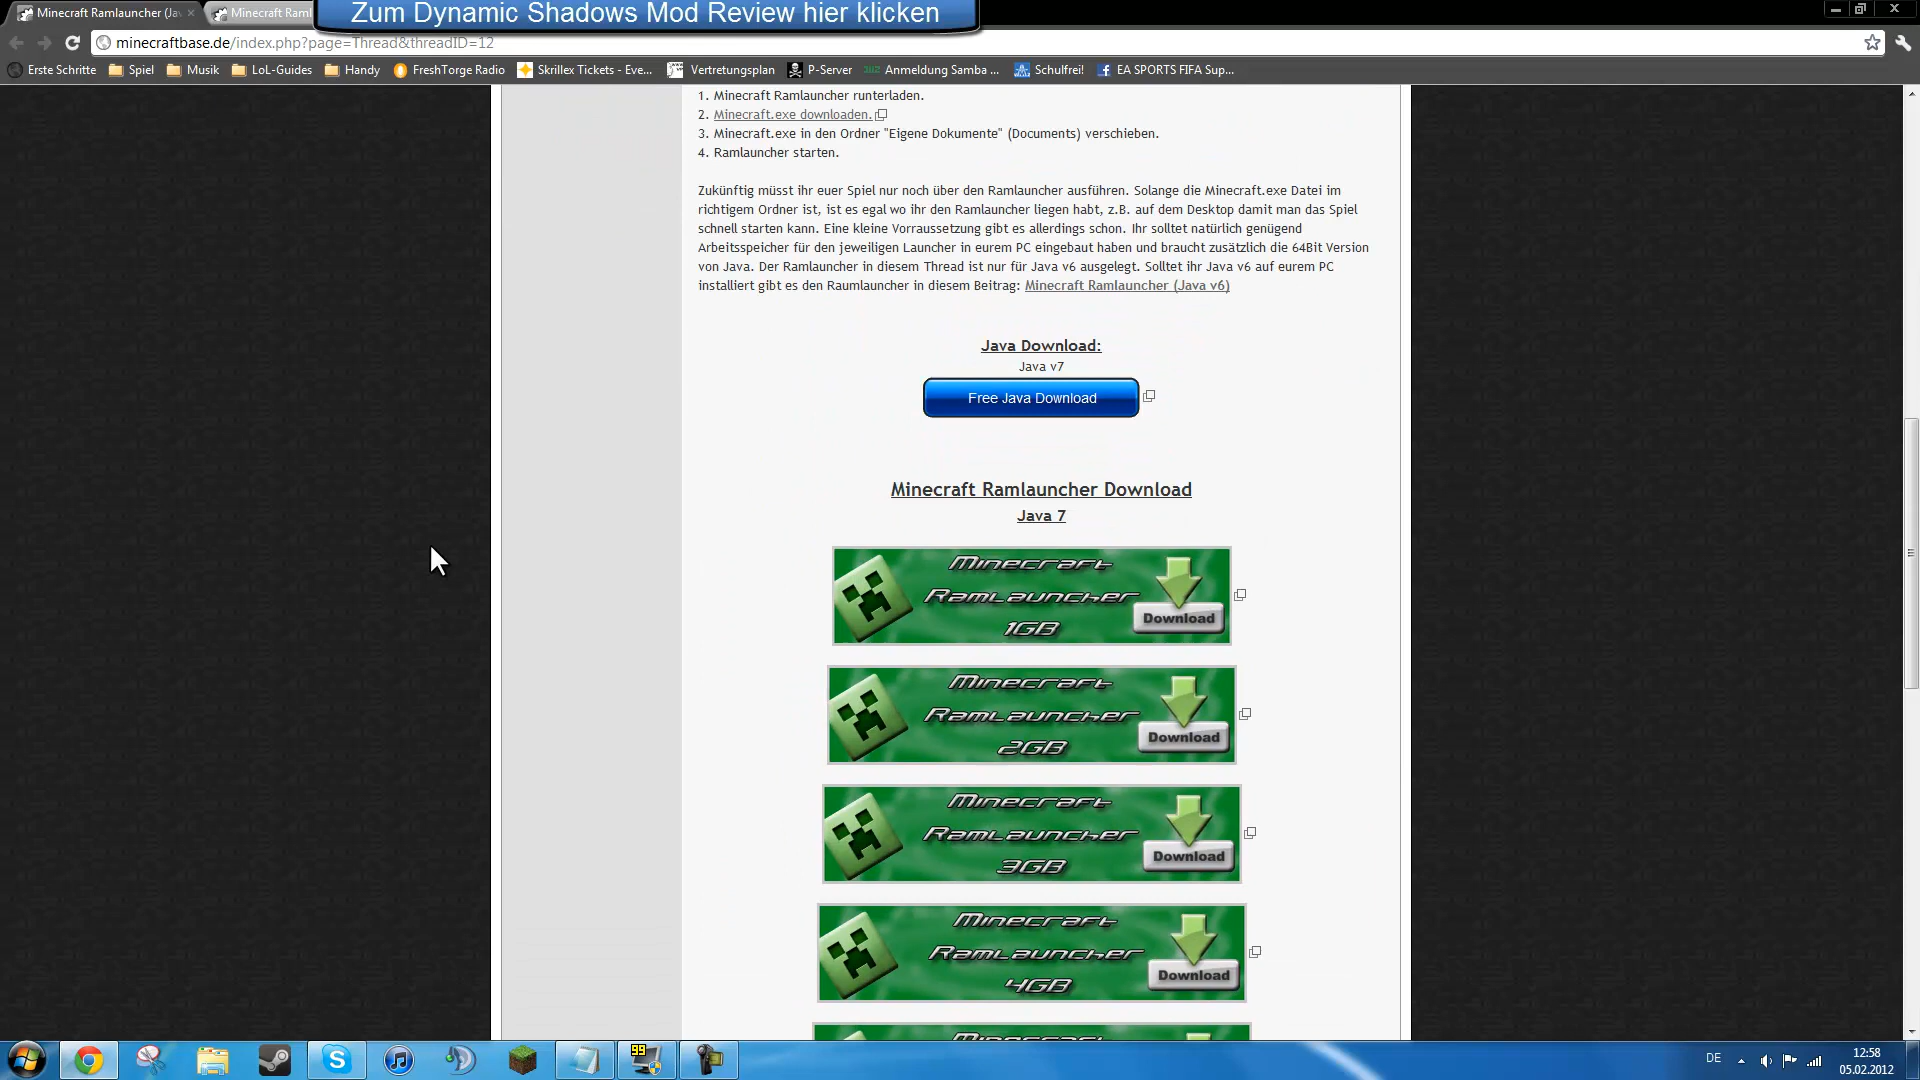 Zum Dynamic Shadows Mod Review hier klicken
Minecraft Ramlauncher (Ja
Minecraft Raml
minecraftbase.de/index.php?page=Thread&threadID=12
Erste Schritte
Spiel
Musik
LoL-Guides
Handy
FreshTorge Radio
Skrillex Tickets - Eve...
Vertretungsplan
P-Server
Anmeldung Samba ...
Schulfrei!
EA SPORTS FIFA Sup...
1. Minecraft Ramlauncher runterladen.
2. Minecraft.exe downloaden.
3. Minecraft.exe in den Ordner "Eigene Dokumente" (Documents) verschieben.
4. Ramlauncher starten.
Zukünftig müsst ihr euer Spiel nur noch über den Ramlauncher ausführen. Solange die Minecraft.exe Datei im
richtigem Ordner ist, ist es egal wo ihr den Ramlauncher liegen habt, z.B. auf dem Desktop damit man das Spiel
schnell starten kann. Eine kleine Vorraussetzung gibt es allerdings schon. Ihr solltet natürlich genügend
Arbeitsspeicher für den jeweiligen Launcher in eurem PC eingebaut haben und braucht zusätzlich die 64Bit Version
von Java. Der Ramlauncher in diesem Thread ist nur für Java v6 ausgelegt. Solltet ihr Java v6 auf eurem PC
installiert gibt es den Raumlauncher in diesem Beitrag: Minecraft Ramlauncher (Java v6)
Java Download:
Java v7
Free Java Download
Minecraft Ramlauncher Download
Java 7
Minecraft
RamLauncher
1GB
Download
Minecraft
RamLauncher
2GB
Download
Minecraft
RamLauncher
3GB
Download
Minecraft
RamLauncher
4GB
Download
Minecraft
99
DE
12:58
05.02.2012